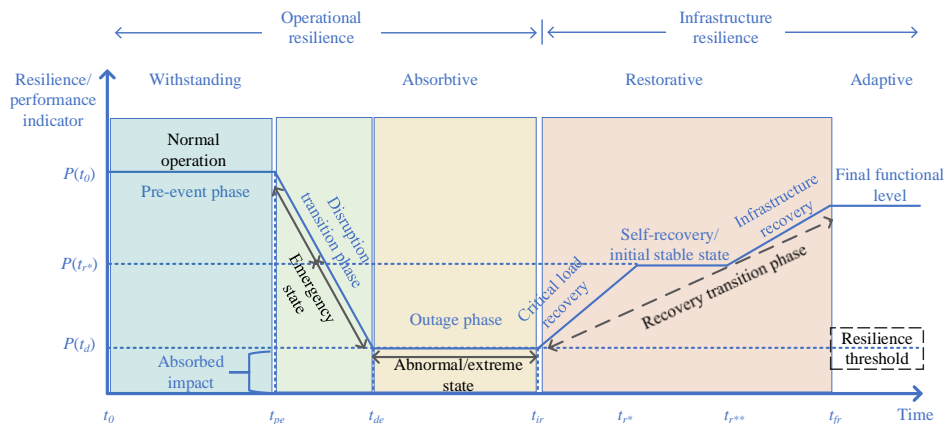 Operational
resilience
Infrastructure
resilience
Resilience/
performance
indicator
Withstanding
Absorbtive
Restorative
Adaptive
Normal
operation
Pre-event phase
P(t0)
P(tr*)
P(td)
Disruption
transition phase
Emergency
state
Absorbed
impact
Outage phase
Abnormal/extreme
state
Critical load
recovery
Self-recovery/
initial stable state
Infrastructure
recovery
Recovery transition phase
Final functional
level
Resilience
threshold
t0
tpe
tde
tir
tr*
tr**
tfr
Time